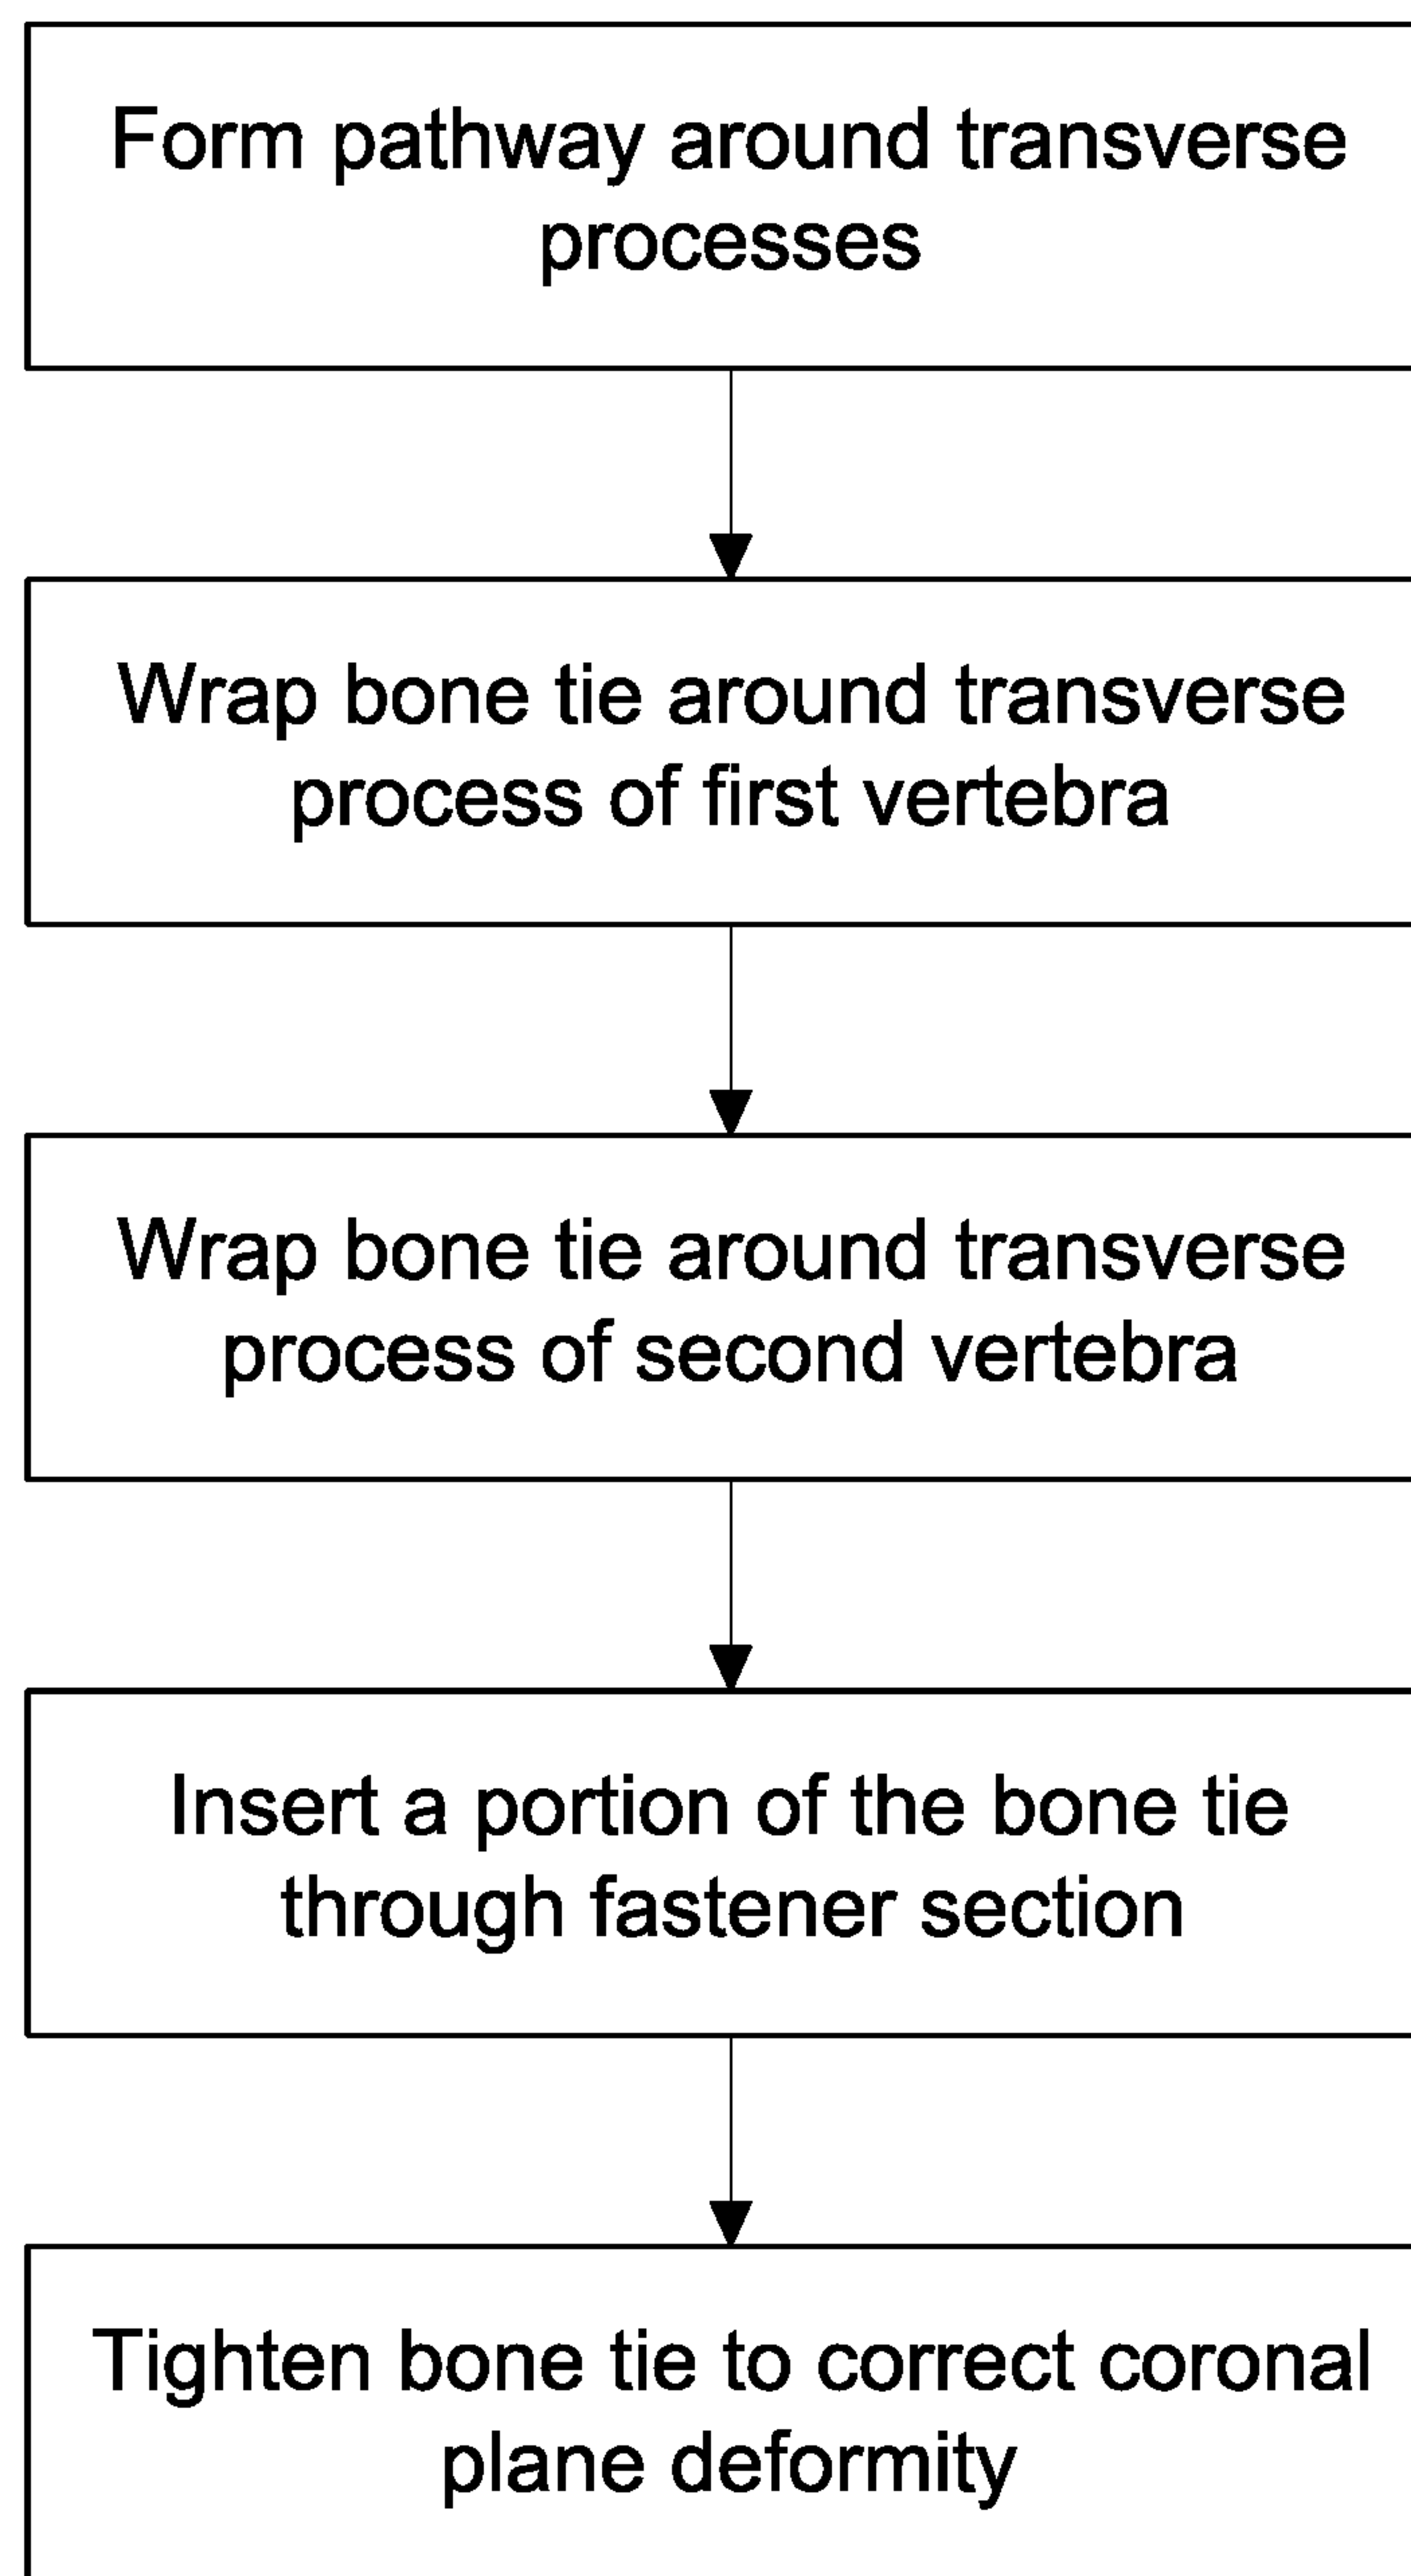 Form pathway around transverse
processes
Wrap bone tie around transverse
process of first vertebra
Wrap bone tie around transverse
process of second vertebra
Insert a portion of the bone tie
through fastener section
Tighten bone tie to correct coronal
plane deformity